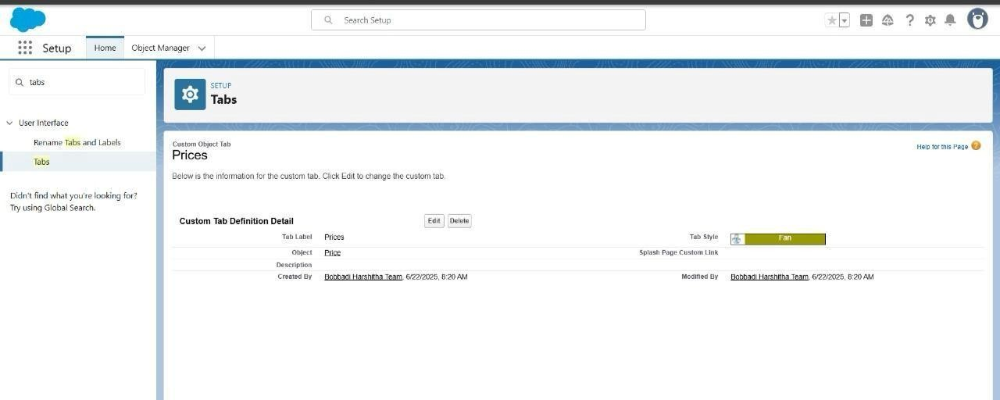 Search Setup
Setup
Home
Object Manager
tabs
User Interface
Rename Tabs and Labels
Tabs
Didn't find what you're looking for?
Try using Global Search.
SETUP
Tabs
Custom Object Tab
Prices
Help for this Page
Below is the information for the custom tab. Click Edit to change the custom tab.
Custom Tab Definition Detail Edit Delete
Tab Label Prices Tab Style Fan
Object Price Splash Page Custom Link
Description
Created By Bobbadi Harshitha Team, 6/22/2025, 8:20 AM Modified By Bobbadi Harshitha Team, 6/22/2025, 8:20 AM